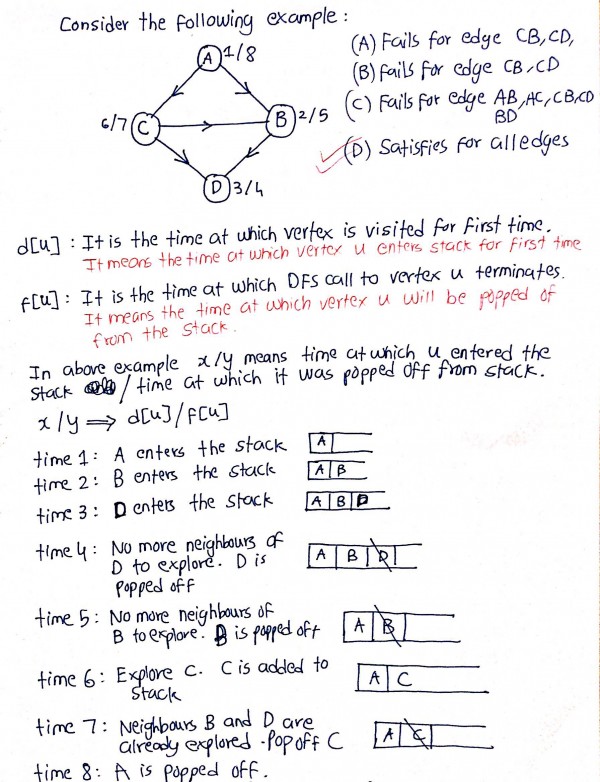 Consider the following example :
A 1/8
6/7 C
B 2/5
D 3/4
(A) Fails for edge CB, CD,
(B) fails for edge CB, CD
(C) Fails for edge AB, AC, CB, CD
BD
(D) Satisfies for all edges
d[u] : It is the time at which vertex is visited for first time.
It means the time at which vertex u enters stack for first time
f[u] : It is the time at which DFS call to vertex u terminates.
It means the time at which vertex u will be popped of
from the stack.
In above example x/y means time at which u entered the
stack / time at which it was popped off from stack.
x/y ⟹ d[u]/f[u]
time 1 : A enters the stack A
time 2 : B enters the stack A B
time 3 : D enters the stack A B D
time 4 : No more neighbours of
D to explore. D is
popped off
A B D
time 5 : No more neighbours of
B to explore. B is popped off
A B
time 6 : Explore C. C is added to
stack
A C
time 7 : Neighbours B and D are
already explored. Pop off C
A C
time 8 : A is popped off.